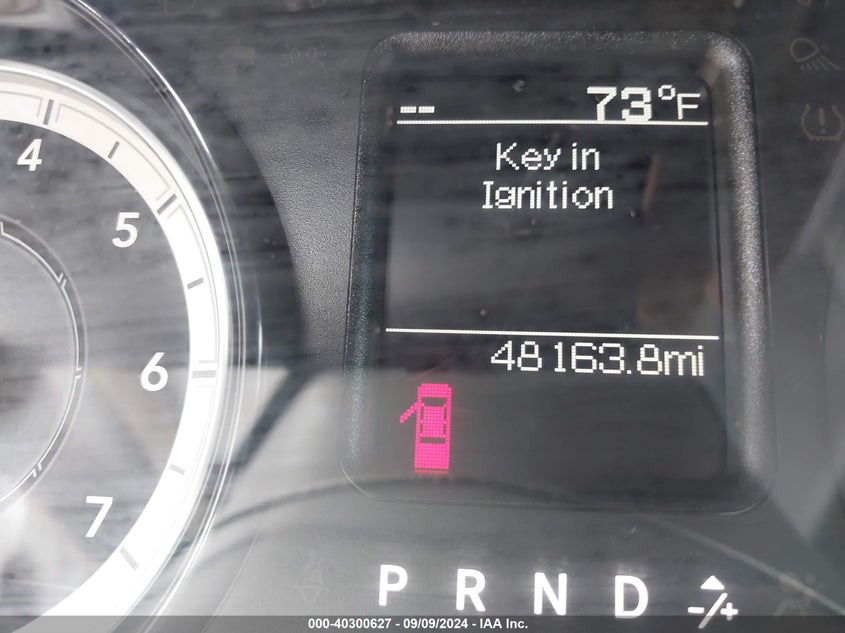 -- 73°F
Key in
Ignition
48163.8mi
4
5
6
7
P R N D -/+
000-40300627 - 09/09/2024 - IAA Inc.